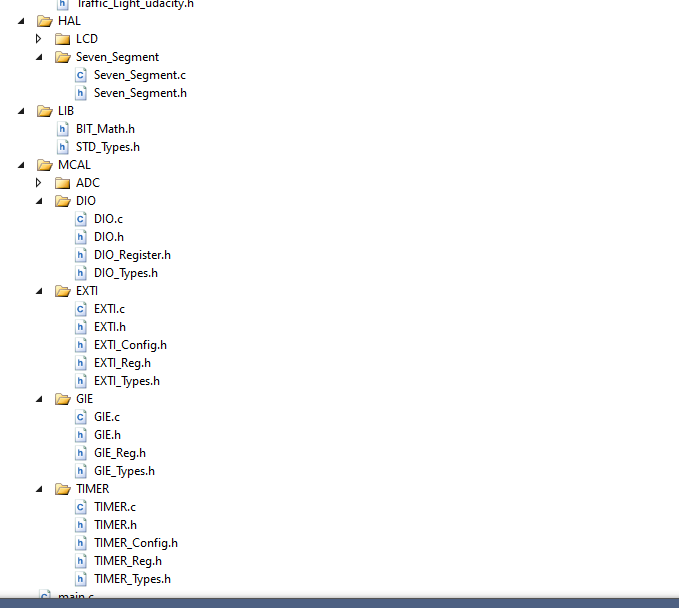 Traffic_Light_udacity.h
HAL
LCD
Seven_Segment
Seven_Segment.c
Seven_Segment.h
LIB
BIT_Math.h
STD_Types.h
MCAL
ADC
DIO
DIO.c
DIO.h
DIO_Register.h
DIO_Types.h
EXTI
EXTI.c
EXTI.h
EXTI_Config.h
EXTI_Reg.h
EXTI_Types.h
GIE
GIE.c
GIE.h
GIE_Reg.h
GIE_Types.h
TIMER
TIMER.c
TIMER.h
TIMER_Config.h
TIMER_Reg.h
TIMER_Types.h
main.c